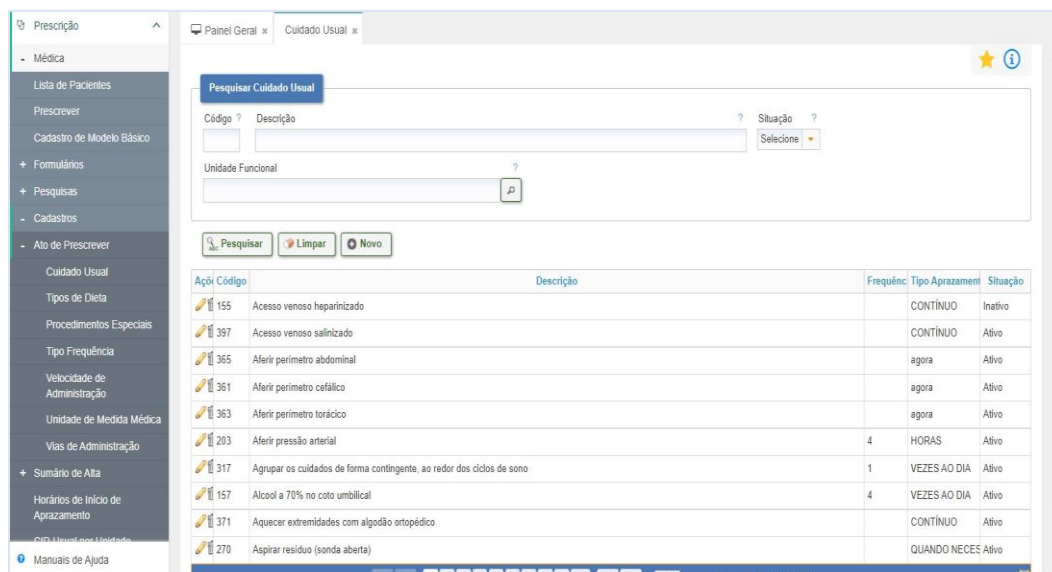 Prescrição
- Médica
Lista de Pacientes
Prescrever
Cadastro de Modelo Básico
+ Formulários
+ Pesquisas
- Cadastros
- Ato de Prescrever
Cuidado Usual
Tipos de Dieta
Procedimentos Especiais
Tipo Frequência
Velocidade de
Administração
Unidade de Medida Médica
Vias de Administração
+ Sumário de Alta
Horários de Início de
Aprazamento
CID Usual por Unidade
Manuais de Ajuda
Painel Geral × Cuidado Usual ×
Pesquisar Cuidado Usual
Código ? Descrição ? Situação ?
Selecione
Unidade Funcional ?
Pesquisar Limpar Novo
Açõ Código Descrição Frequênc Tipo Aprazament Situação
155 Acesso venoso heparinizado CONTÍNUO Inativo
397 Acesso venoso salinizado CONTÍNUO Ativo
365 Aferir perímetro abdominal agora Ativo
361 Aferir perímetro cefálico agora Ativo
363 Aferir perímetro torácico agora Ativo
203 Aferir pressão arterial 4 HORAS Ativo
317 Agrupar os cuidados de forma contingente, ao redor dos ciclos de sono 1 VEZES AO DIA Ativo
157 Alcool a 70% no coto umbilical 4 VEZES AO DIA Ativo
371 Aquecer extremidades com algodão ortopédico CONTÍNUO Ativo
270 Aspirar resíduo (sonda aberta) QUANDO NECES Ativo